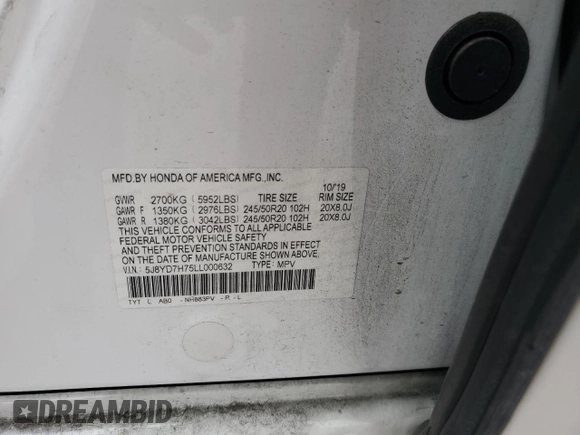 MFD.BY HONDA OF AMERICA MFG.,INC.
10/19
GVWR 2700KG (5952LBS) TIRE SIZE RIM SIZE
GAWR F 1350KG (2976LBS) 245/50R20 102H 20X8.0J
GAWR R 1380KG (3042LBS) 245/50R20 102H 20X8.0J
THIS VEHICLE CONFORMS TO ALL APPLICABLE
FEDERAL MOTOR VEHICLE SAFETY
AND THEFT PREVENTION STANDARDS IN EFFECT
ON THE DATE OF MANUFACTURE SHOWN ABOVE.
V.I.N.: 5J8YD7H75LL000632 TYPE: MPV
TYT L AB0 -NH883PV -R-L
DREAMBID